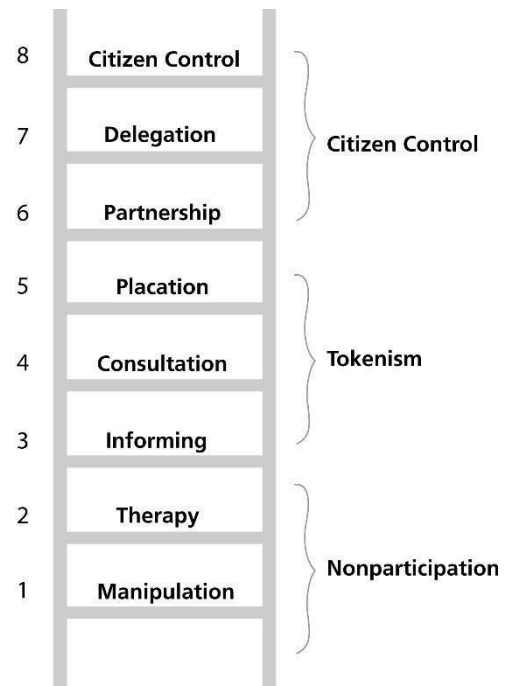 8 Citizen Control
7 Delegation
Citizen Control
6 Partnership
5 Placation
4 Consultation
Tokenism
3 Informing
2 Therapy
Nonparticipation
1 Manipulation